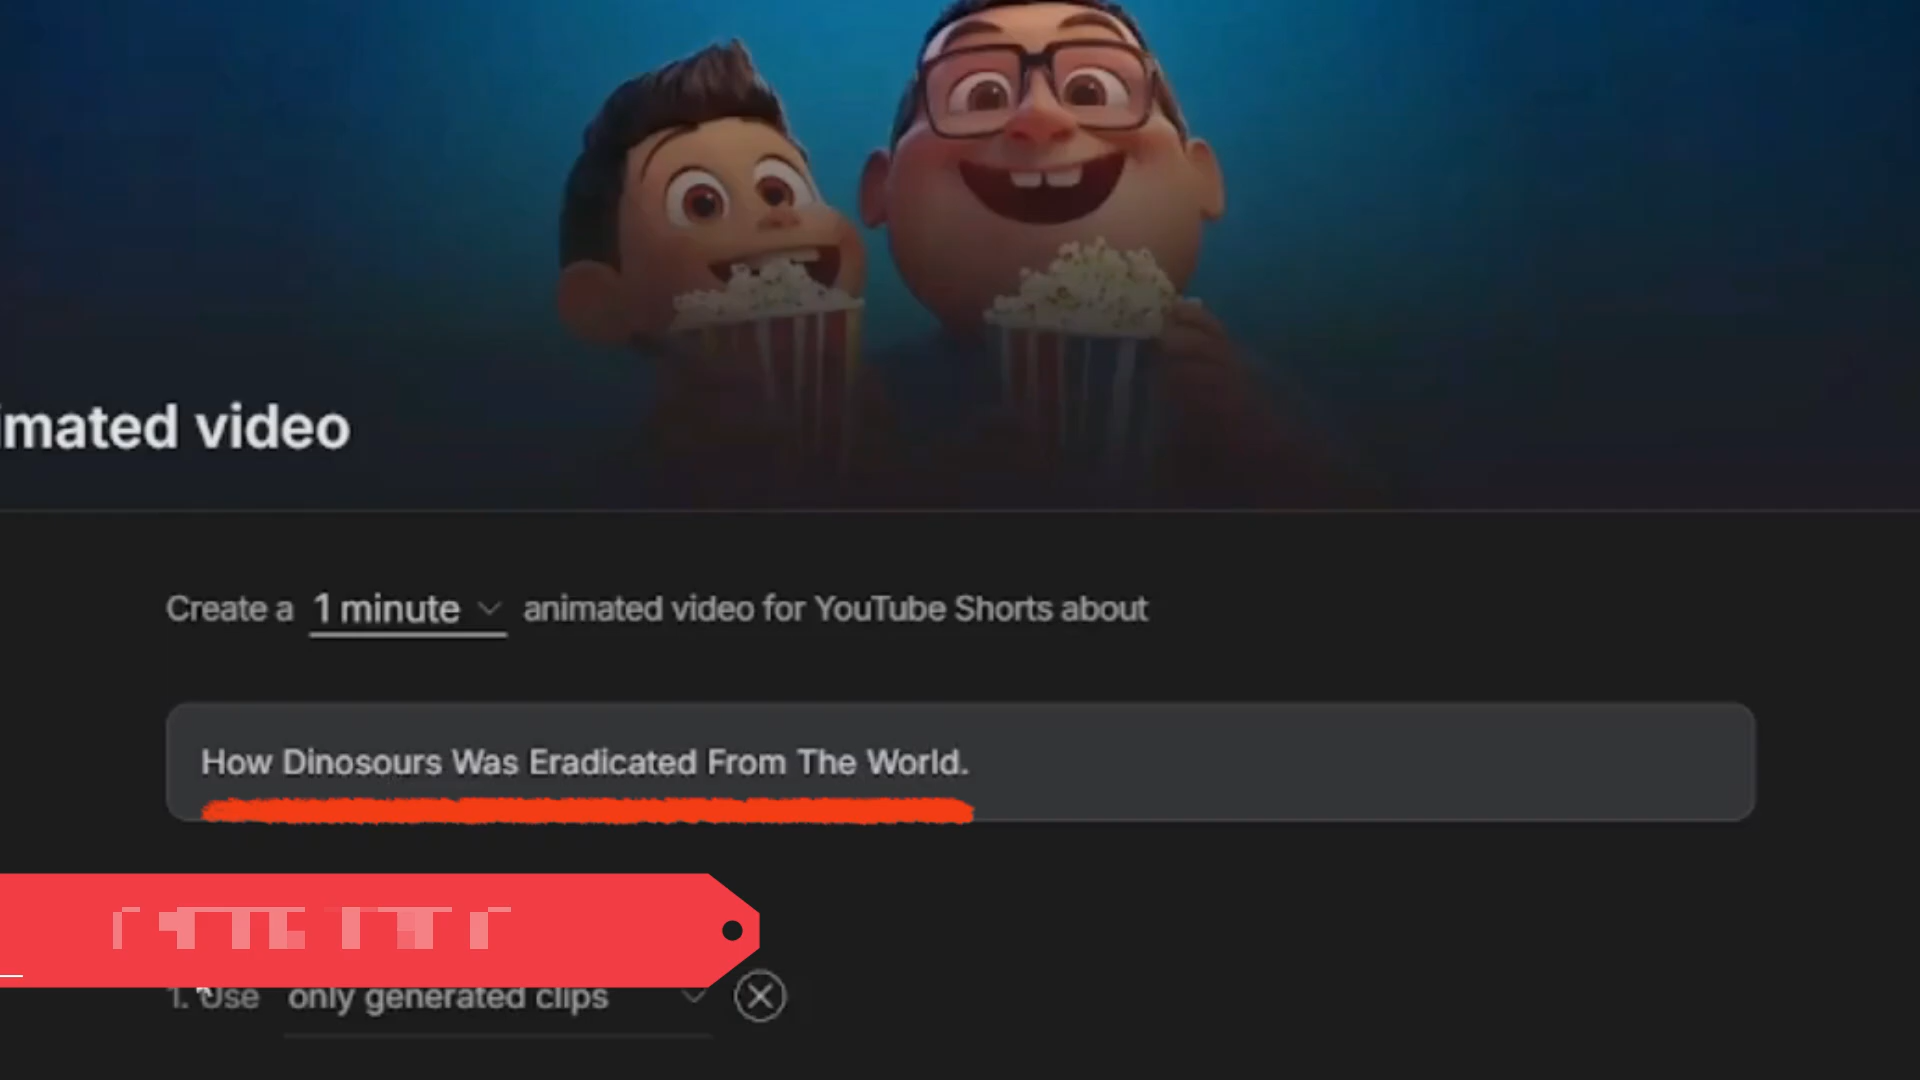 imated video
Create a 1 minute animated video for YouTube Shorts about
How Dinosours Was Eradicated From The World.
1. Use only generated clips